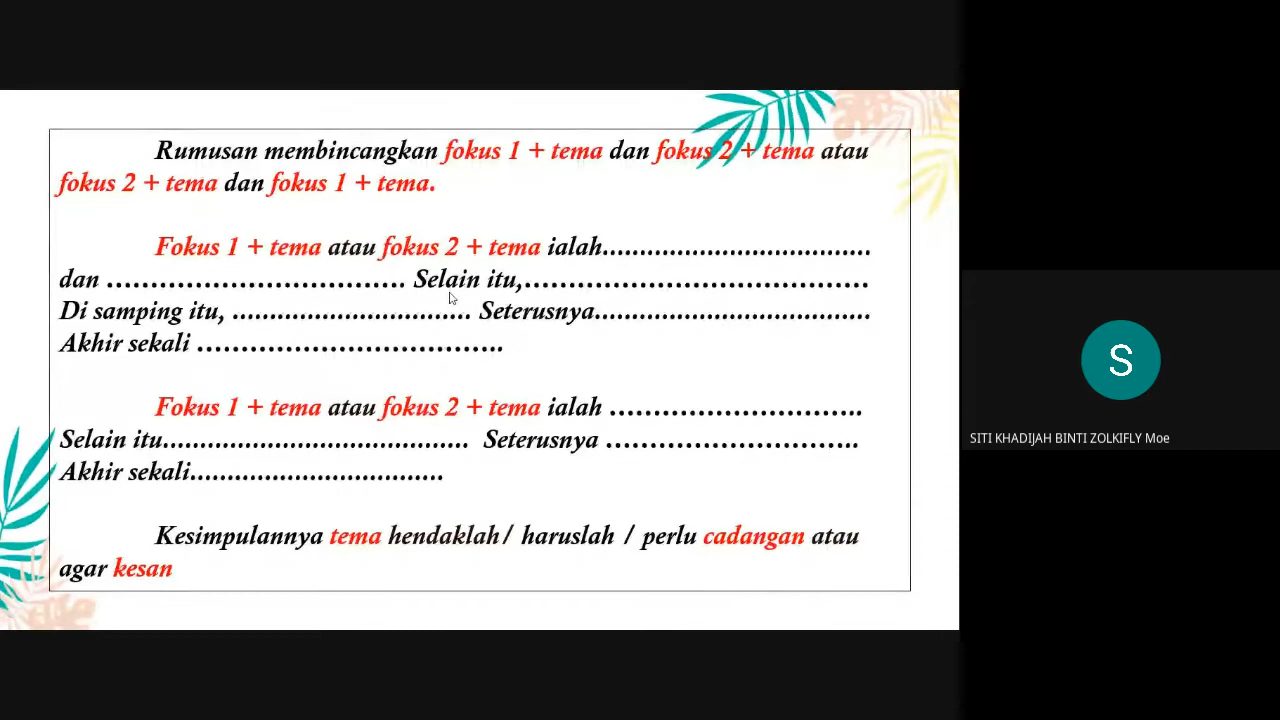 Rumusan membincangkan fokus 1 + tema dan fokus 2 + tema atau
fokus 2 + tema dan fokus 1 + tema.
Fokus 1 + tema atau fokus 2 + tema ialah....................................
dan ....................................... Selain itu,..............................................
Di samping itu, ................................ Seterusnya.....................................
Akhir sekali ........................................
Fokus 1 + tema atau fokus 2 + tema ialah .................................
Selain itu......................................... Seterusnya .................................
Akhir sekali..................................
Kesimpulannya tema hendaklah/ haruslah / perlu cadangan atau
agar kesan
S
SITI KHADIJAH BINTI ZOLKIFLY Moe